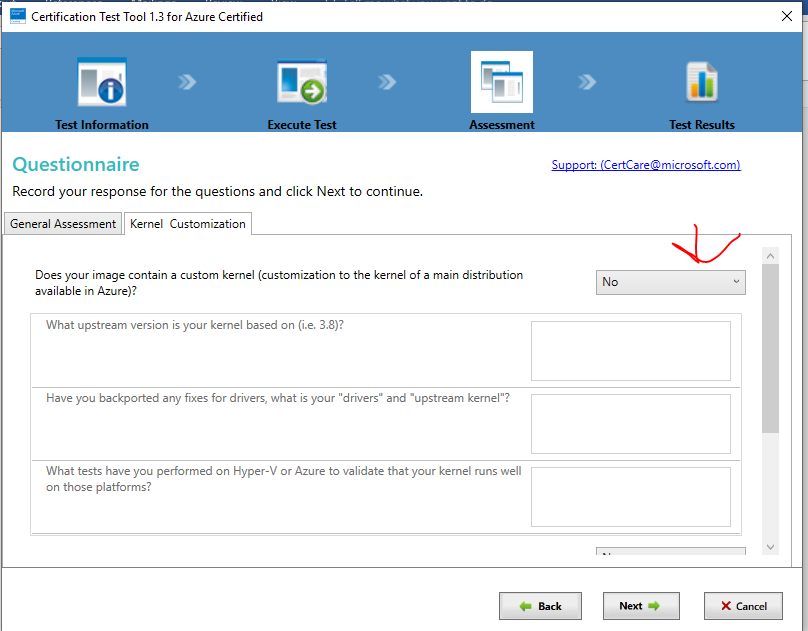 Certification Test Tool 1.3 for Azure Certified
Test Information
Execute Test
Assessment
Test Results
Questionnaire
Support: (CertCare@microsoft.com)
Record your response for the questions and click Next to continue.
General Assessment
Kernel Customization
Does your image contain a custom kernel (customization to the kernel of a main distribution
available in Azure)?
No
What upstream version is your kernel based on (i.e. 3.8)?
Have you backported any fixes for drivers, what is your "drivers" and "upstream kernel"?
What tests have you performed on Hyper-V or Azure to validate that your kernel runs well
on those platforms?
Back
Next
Cancel